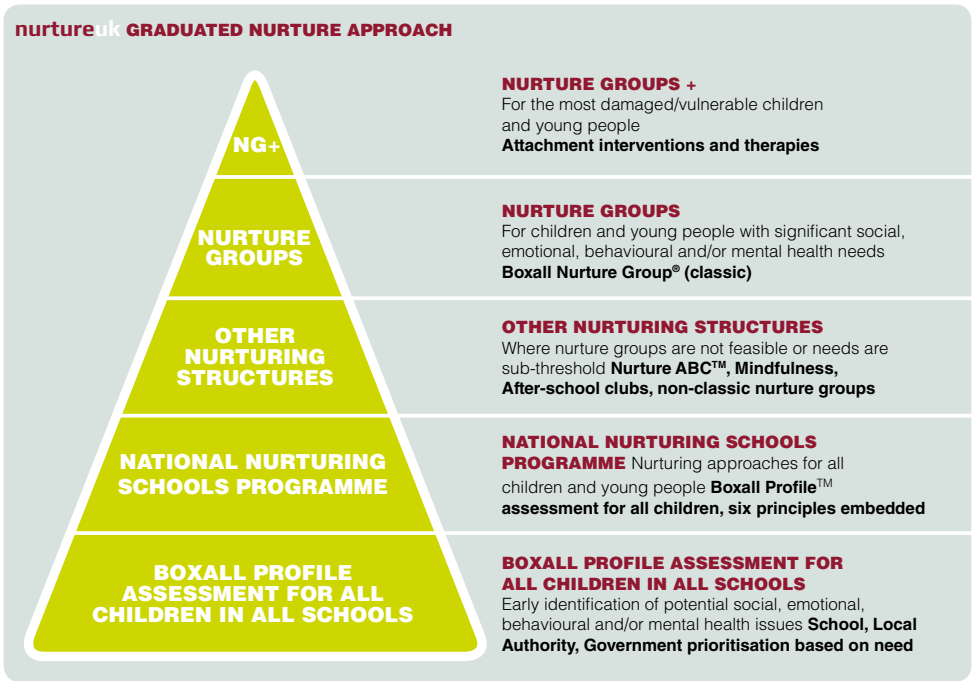 nurtureuk GRADUATED NURTURE APPROACH
NG+
NURTURE GROUPS +
For the most damaged/vulnerable children
and young people
Attachment interventions and therapies
NURTURE
GROUPS
NURTURE GROUPS
For children and young people with significant social,
emotional, behavioural and/or mental health needs
Boxall Nurture Group® (classic)
OTHER
NURTURING
STRUCTURES
OTHER NURTURING STRUCTURES
Where nurture groups are not feasible or needs are
sub-threshold Nurture ABC™, Mindfulness,
After-school clubs, non-classic nurture groups
NATIONAL NURTURING
SCHOOLS PROGRAMME
NATIONAL NURTURING SCHOOLS
PROGRAMME Nurturing approaches for all
children and young people Boxall Profile™
assessment for all children, six principles embedded
BOXALL PROFILE
ASSESSMENT FOR ALL
CHILDREN IN ALL SCHOOLS
BOXALL PROFILE ASSESSMENT FOR
ALL CHILDREN IN ALL SCHOOLS
Early identification of potential social, emotional,
behavioural and/or mental health issues School, Local
Authority, Government prioritisation based on need